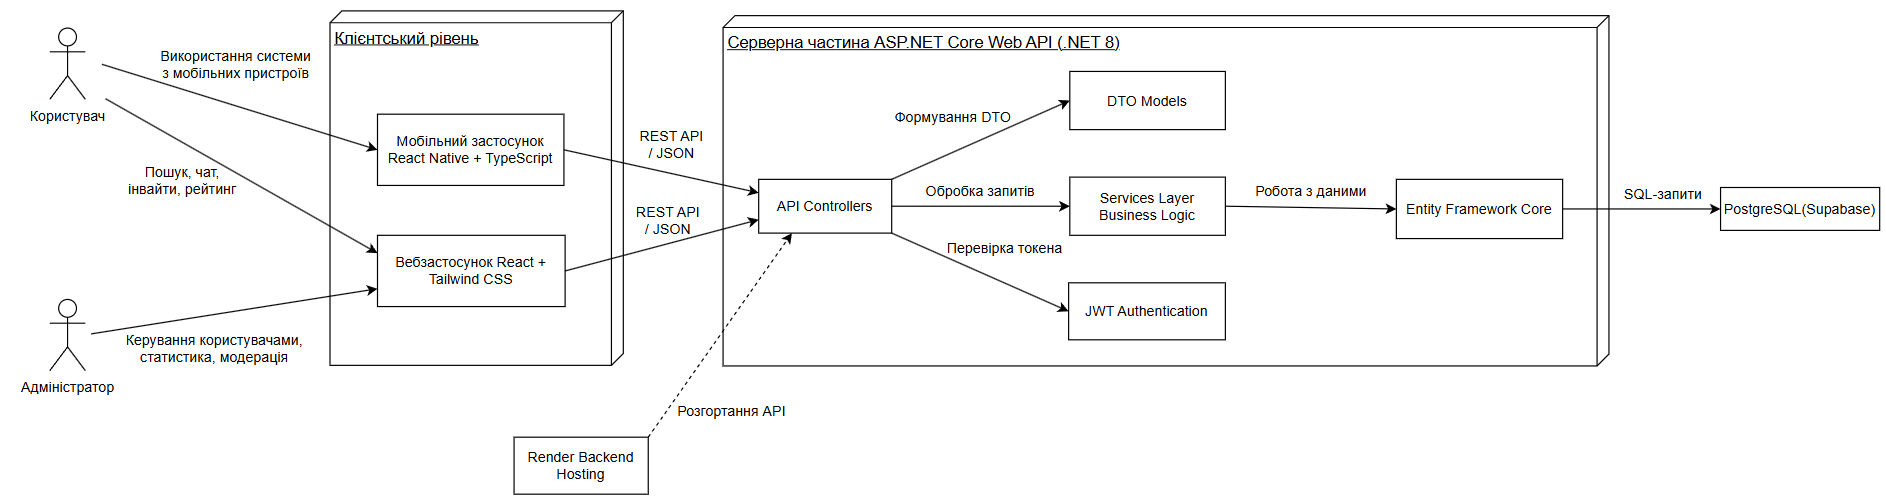 Користувач
Використання системи
з мобільних пристроїв
Пошук, чат,
інвайти, рейтинг
Адміністратор
Керування користувачами,
статистика, модерація
Клієнтський рівень
Мобільний застосунок
React Native + TypeScript
Вебзастосунок React +
Tailwind CSS
REST API
/ JSON
REST API
/ JSON
Серверна частина ASP.NET Core Web API (.NET 8)
API Controllers
Формування DTO
DTO Models
Обробка запитів
Services Layer
Business Logic
Перевірка токена
JWT Authentication
Робота з даними
Entity Framework Core
SQL-запити
PostgreSQL(Supabase)
Розгортання API
Render Backend
Hosting